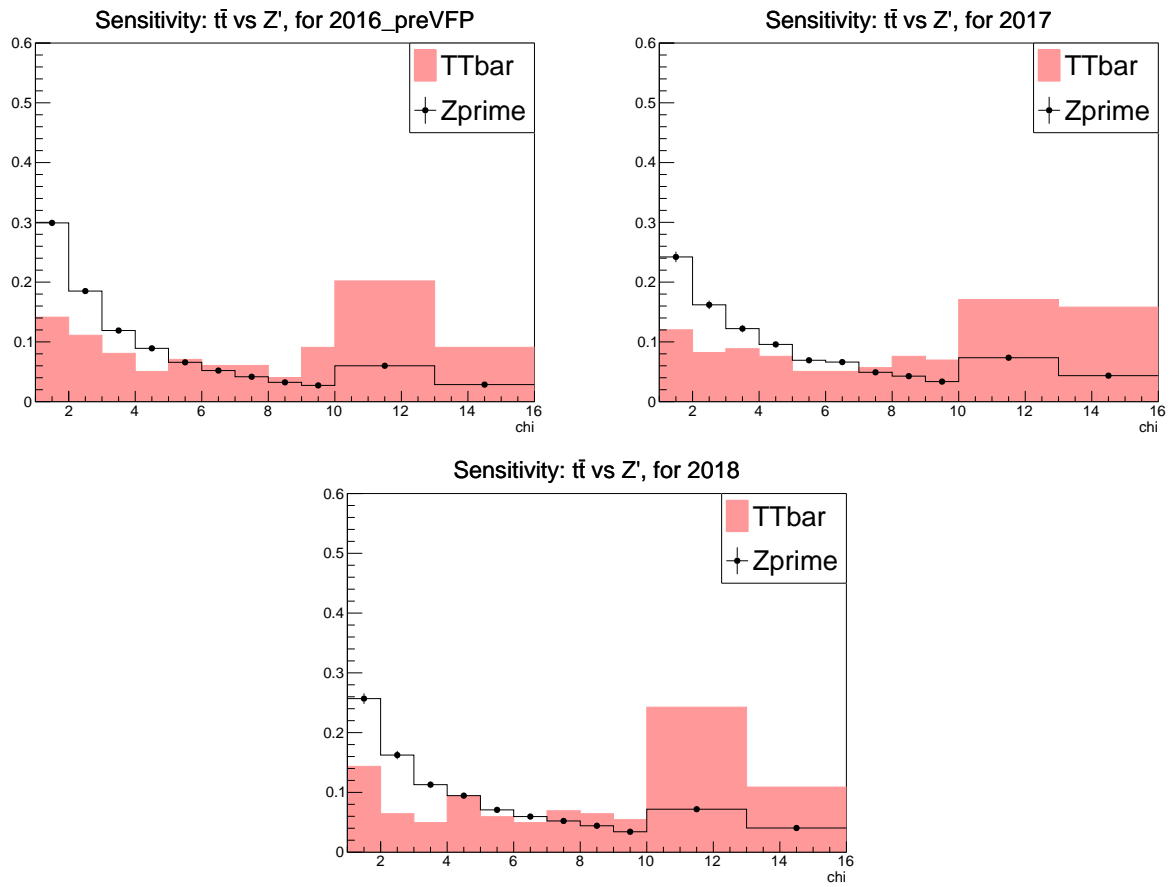 Sensitivity: tt̄ vs Z', for 2016_preVFP
TTbar
Zprime
0.6
0.5
0.4
0.3
0.2
0.1
0
2 4 6 8 10 12 14 16
chi
Sensitivity: tt̄ vs Z', for 2017
TTbar
Zprime
0.6
0.5
0.4
0.3
0.2
0.1
0
2 4 6 8 10 12 14 16
chi
Sensitivity: tt̄ vs Z', for 2018
TTbar
Zprime
0.6
0.5
0.4
0.3
0.2
0.1
0
2 4 6 8 10 12 14 16
chi